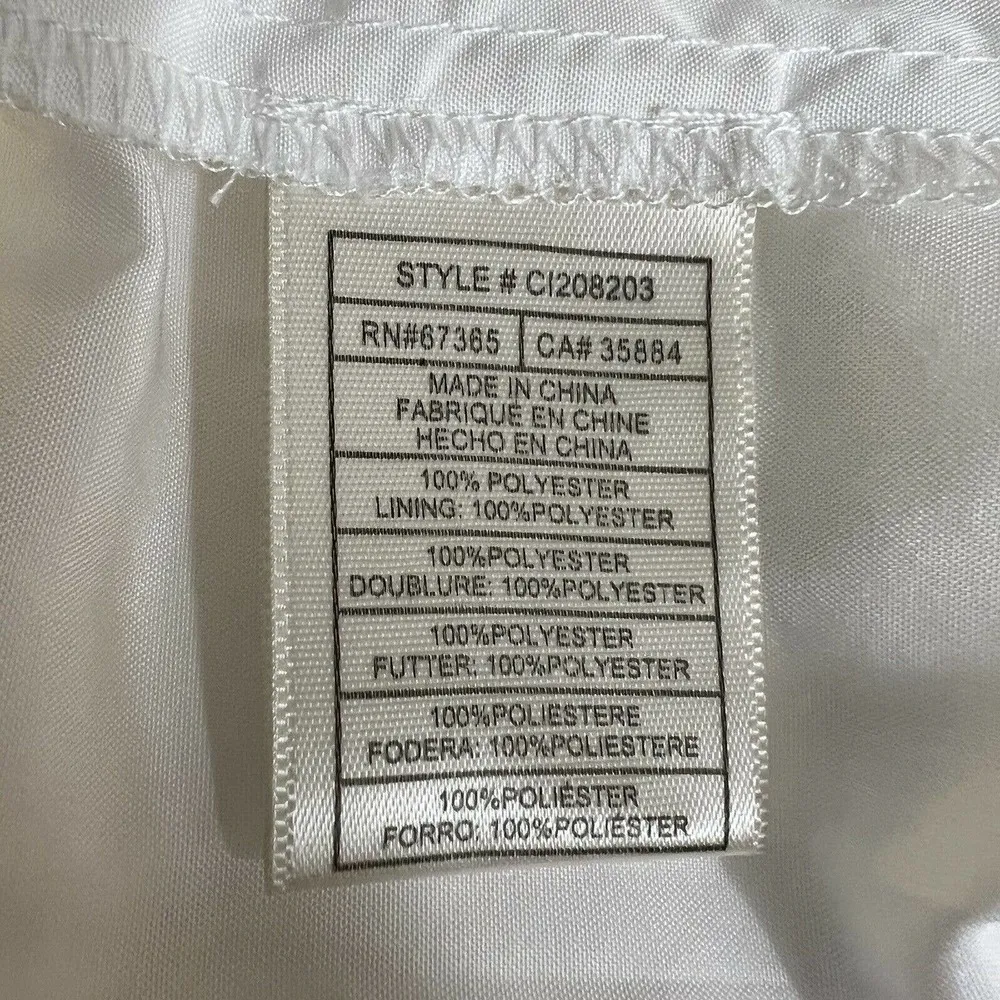 STYLE # CI208203
RN#67365 CA# 35884
MADE IN CHINA
FABRIQUE EN CHINE
HECHO EN CHINA
100% POLYESTER
LINING: 100%POLYESTER
100%POLYESTER
DOUBLURE: 100%POLYESTER
100%POLYESTER
FUTTER: 100%POLYESTER
100%POLIESTERE
FODERA: 100%POLIESTERE
100%POLIÉSTER
FORRO: 100%POLIÉSTER